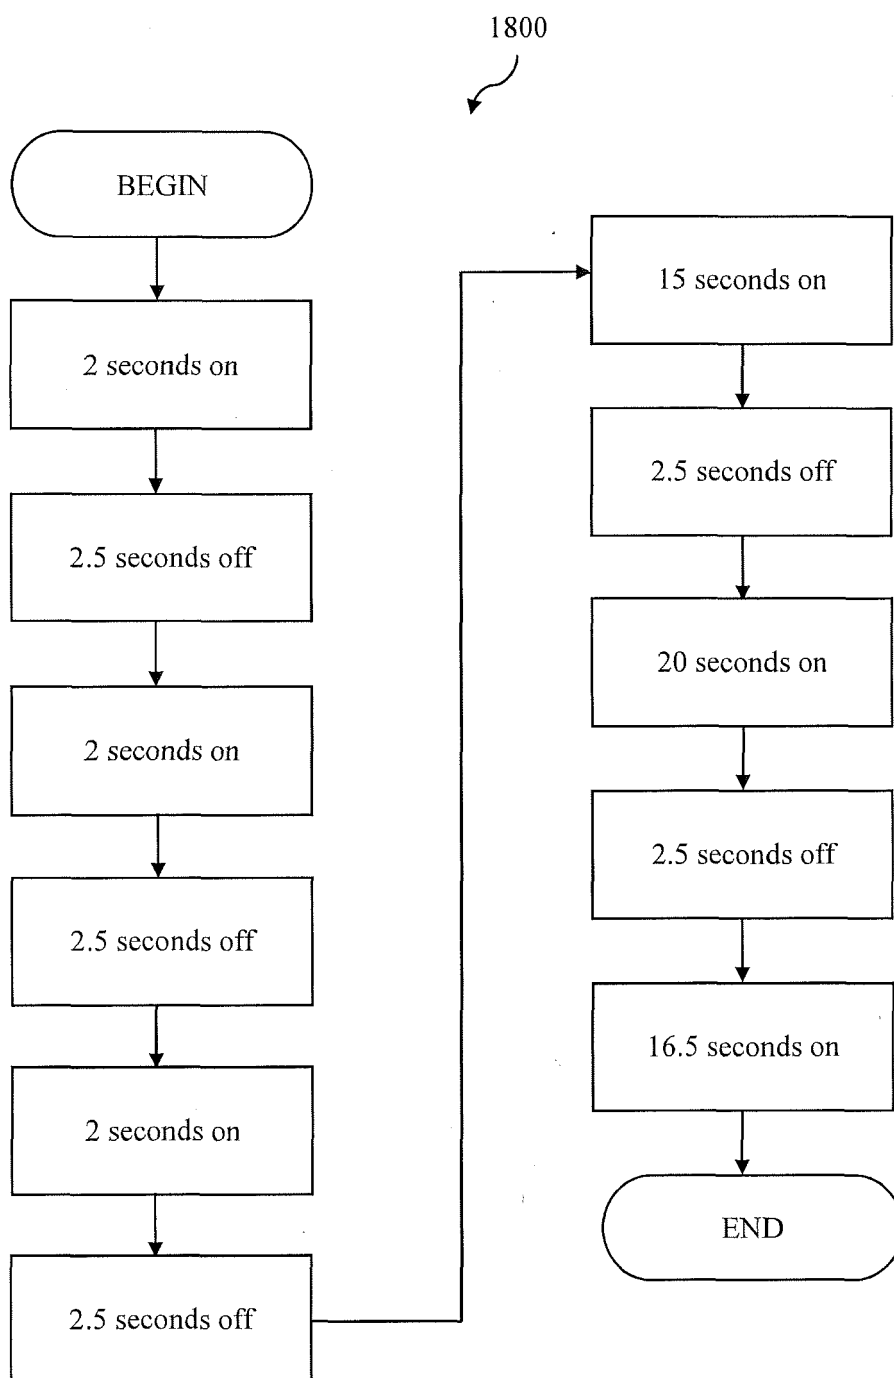 1800
BEGIN
2 seconds on
2.5 seconds off
2 seconds on
2.5 seconds off
2 seconds on
2.5 seconds off
15 seconds on
2.5 seconds off
20 seconds on
2.5 seconds off
16.5 seconds on
END